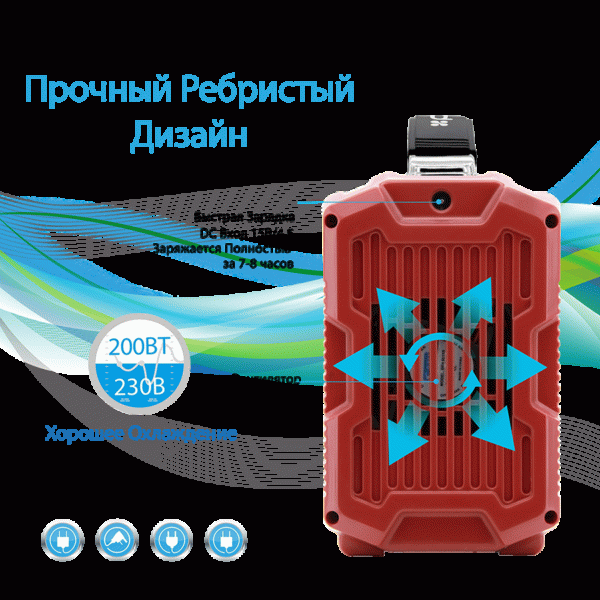 Прочный Ребристый
Дизайн
Быстрая Зарядка
DC Вход 15В/4
Заряжается Полностью
за 7-8 часов
200ВТ
230В
Вентилятор
Хорошее Охлаждение